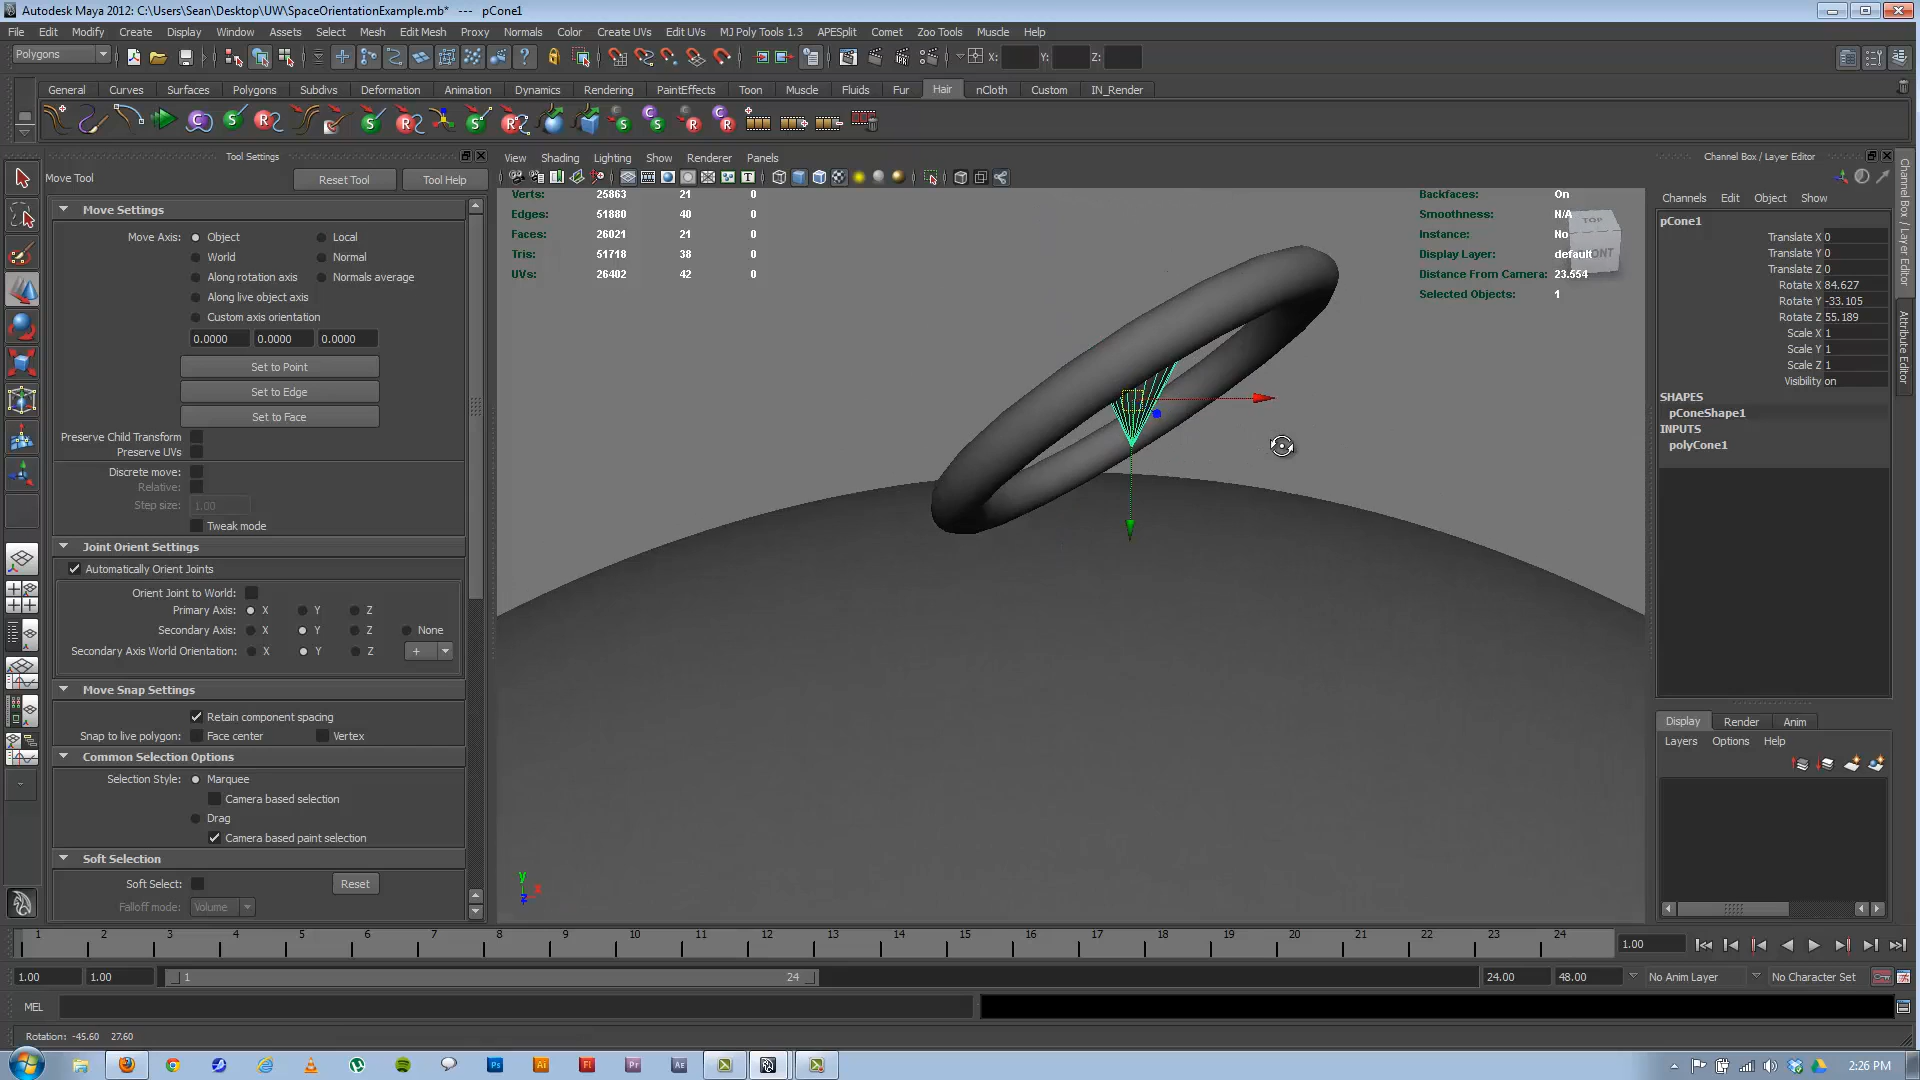 Autodesk Maya 2012: C:\Users\Sean\Desktop\UW\SpaceOrientationExample.mb* --- pCone1
File Edit Modify Create Display Window Assets Select Mesh Edit Mesh Proxy Normals Color Create UVs Edit UVs MJ Poly Tools 1.3 APESplit Comet Zoo Tools Muscle Help
Polygons X: Y: Z:
General Curves Surfaces Polygons Subdivs Deformation Animation Dynamics Rendering PaintEffects Toon Muscle Fluids Fur Hair nCloth Custom IN_Render
Tool Settings
Move Tool Reset Tool Tool Help
Move Settings
Move Axis: Object Local
World Normal
Along rotation axis Normals average
Along live object axis
Custom axis orientation
0.0000 0.0000 0.0000
Set to Point
Set to Edge
Set to Face
Preserve Child Transform
Preserve UVs
Discrete move:
Relative:
Step size: 1.00
Tweak mode
Joint Orient Settings
Automatically Orient Joints
Orient Joint to World:
Primary Axis: X Y Z
Secondary Axis: X Y Z None
Secondary Axis World Orientation: X Y Z +
Move Snap Settings
Retain component spacing
Snap to live polygon: Face center Vertex
Common Selection Options
Selection Style: Marquee
Camera based selection
Drag
Camera based paint selection
Soft Selection
Soft Select: Reset
Falloff mode: Volume
View Shading Lighting Show Renderer Panels
Verts: 25863 21 0
Edges: 51880 40 0
Faces: 26021 21 0
Tris: 51718 38 0
UVs: 26402 42 0
Backfaces: On
Smoothness: N/A
Instance: No
Display Layer: default
Distance From Camera: 23.554
Selected Objects: 1
TOP
y x z
Channel Box / Layer Editor
Channels Edit Object Show
pCone1
Translate X 0
Translate Y 0
Translate Z 0
Rotate X 84.627
Rotate Y -33.105
Rotate Z 55.189
Scale X 1
Scale Y 1
Scale Z 1
Visibility on
SHAPES
pConeShape1
INPUTS
polyCone1
Display Render Anim
Layers Options Help
Channel Box / Layer Editor
Attribute Editor
1 2 3 4 5 6 7 8 9 10 11 12 13 14 15 16 17 18 19 20 21 22 23 24 1.00
1.00 1.00 1 24 24.00 48.00 No Anim Layer No Character Set
MEL
Rotation: -45.60 27.60
Ps Ai Fl Pr Ae 2:26 PM